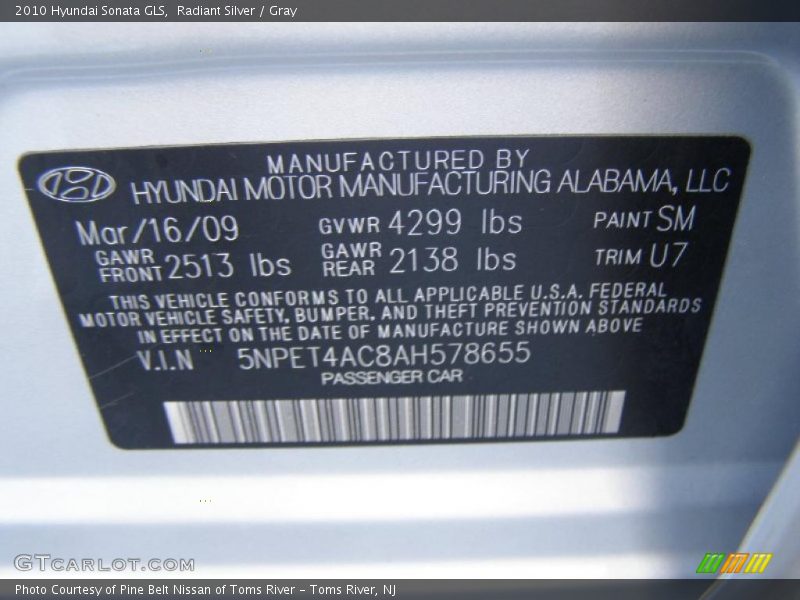 2010 Hyundai Sonata GLS,  Radiant Silver / Gray
MANUFACTURED BY
HYUNDAI MOTOR MANUFACTURING ALABAMA, LLC
Mar/16/09 GVWR 4299 lbs PAINT SM
GAWR FRONT 2513 lbs GAWR REAR 2138 lbs TRIM U7
THIS VEHICLE CONFORMS TO ALL APPLICABLE U.S.A. FEDERAL
MOTOR VEHICLE SAFETY, BUMPER, AND THEFT PREVENTION STANDARDS
IN EFFECT ON THE DATE OF MANUFACTURE SHOWN ABOVE
V.I.N 5NPET4AC8AH578655
PASSENGER CAR
GTCARLOT.COM
Photo Courtesy of Pine Belt Nissan of Toms River – Toms River, NJ